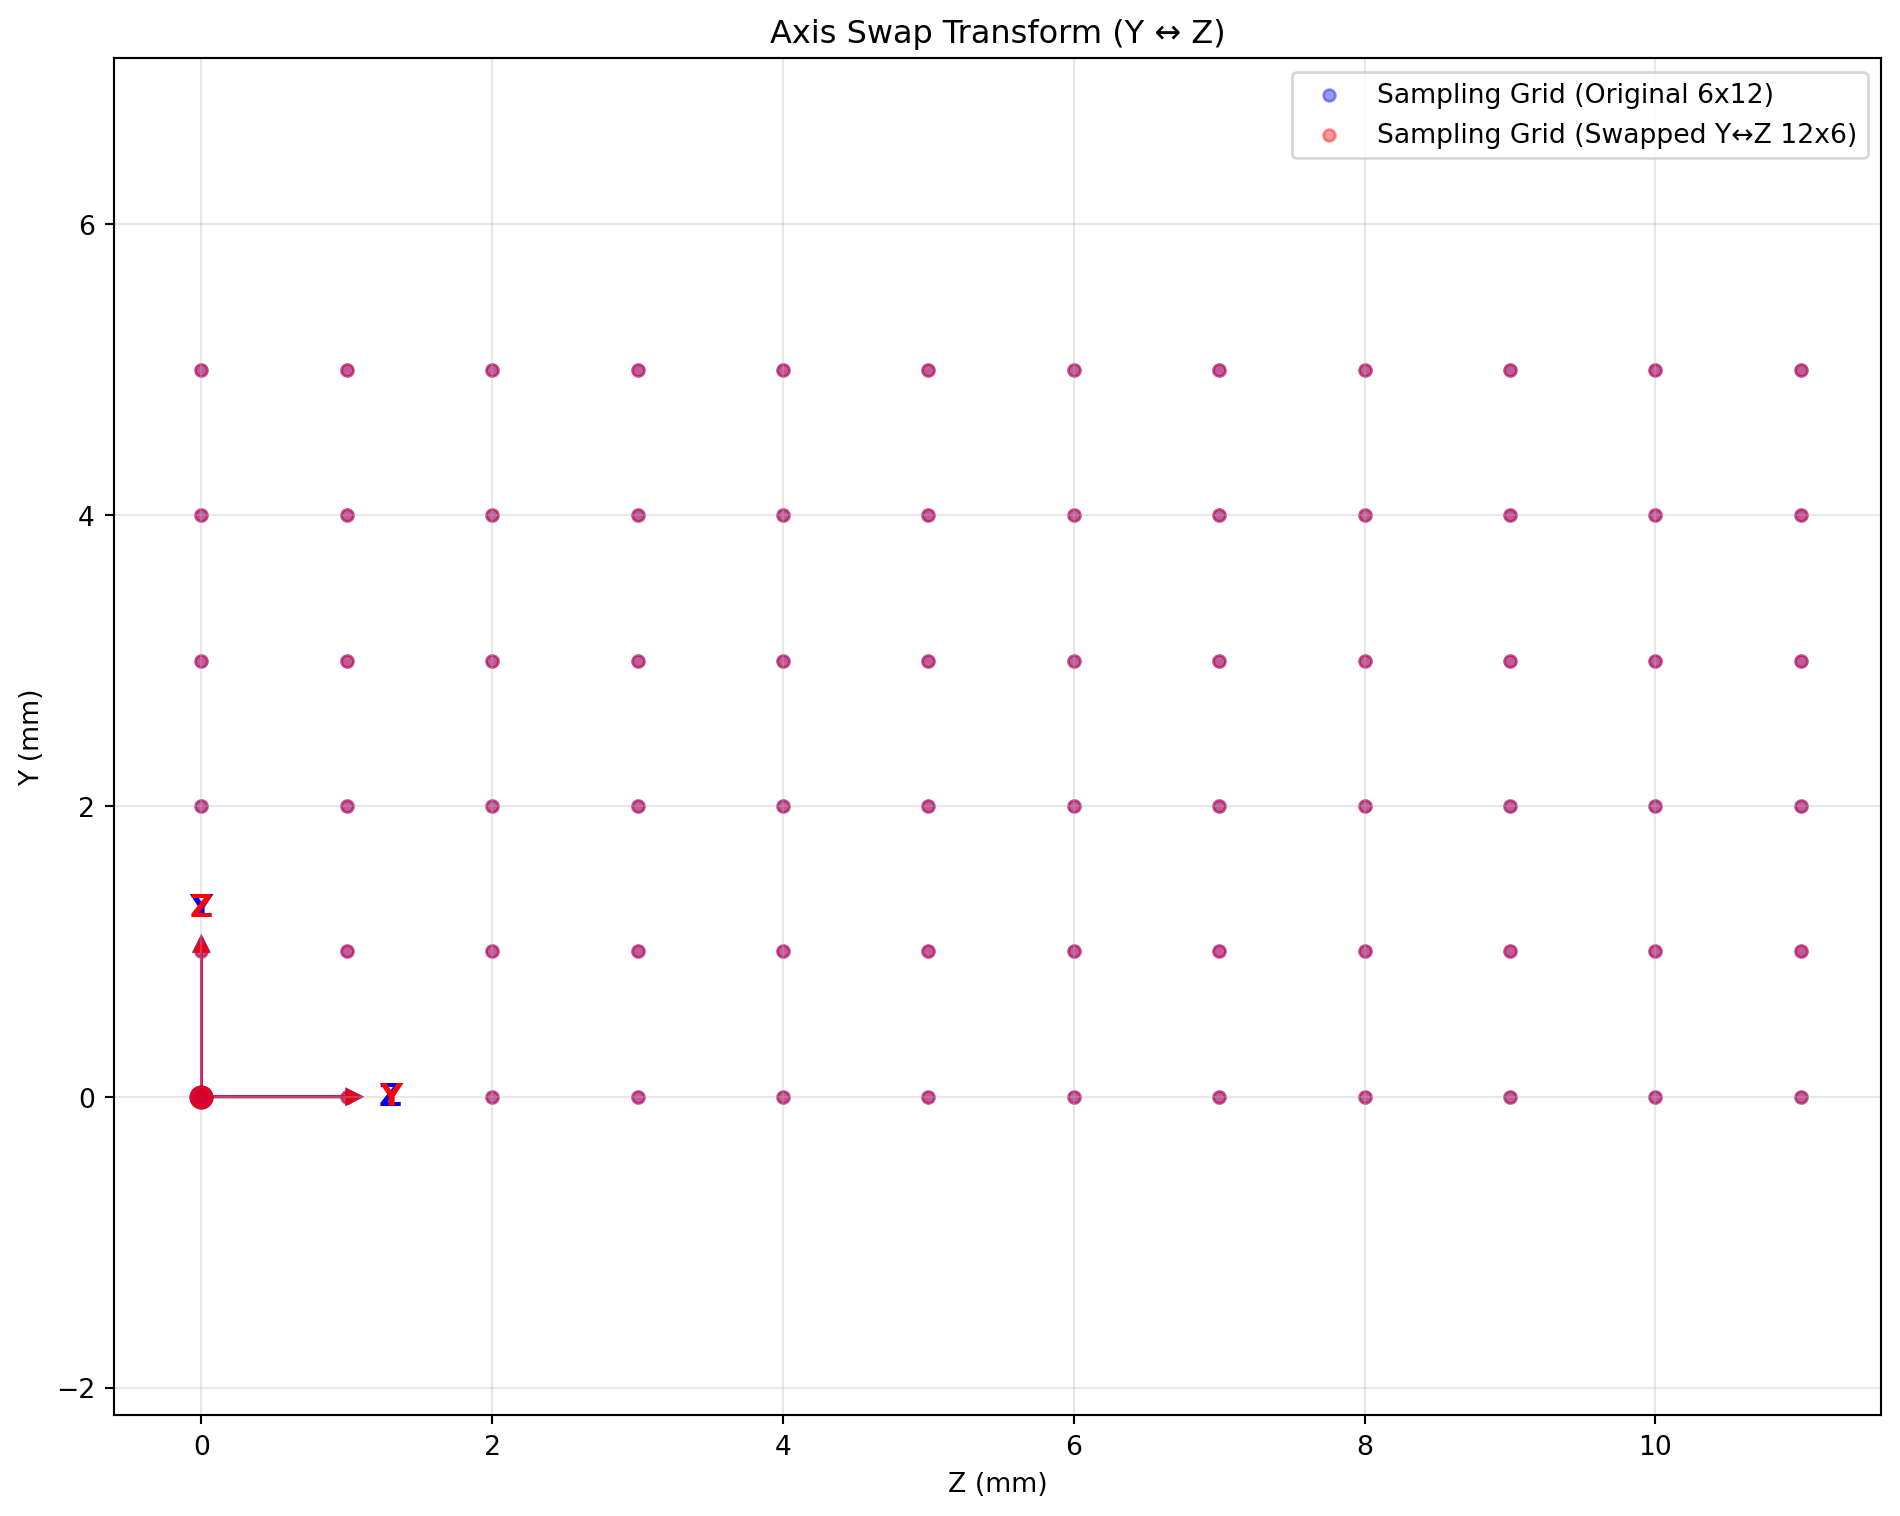 Axis Swap Transform (Y ↔ Z)
Sampling Grid (Original 6x12)
Sampling Grid (Swapped Y↔Z 12x6)
6
4
2
0
−2
Y (mm)
Z
Y
0 2 4 6 8 10
Z (mm)